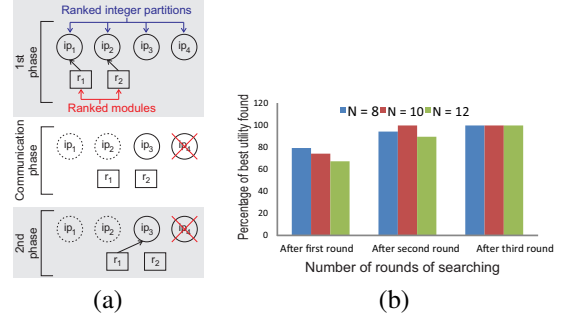 Ranked integer partitions
1st phase
ip1 ip2 ip3 ip4
r1 r2
Ranked modules
Communication phase
ip1 ip2 ip3 ip4
r1 r2
2nd phase
ip1 ip2 ip3 ip4
r1 r2
(a)
Percentage of best utility found
120
100
80
60
40
20
0
N = 8 N = 10 N = 12
After first round After second round After third round
Number of rounds of searching
(b)